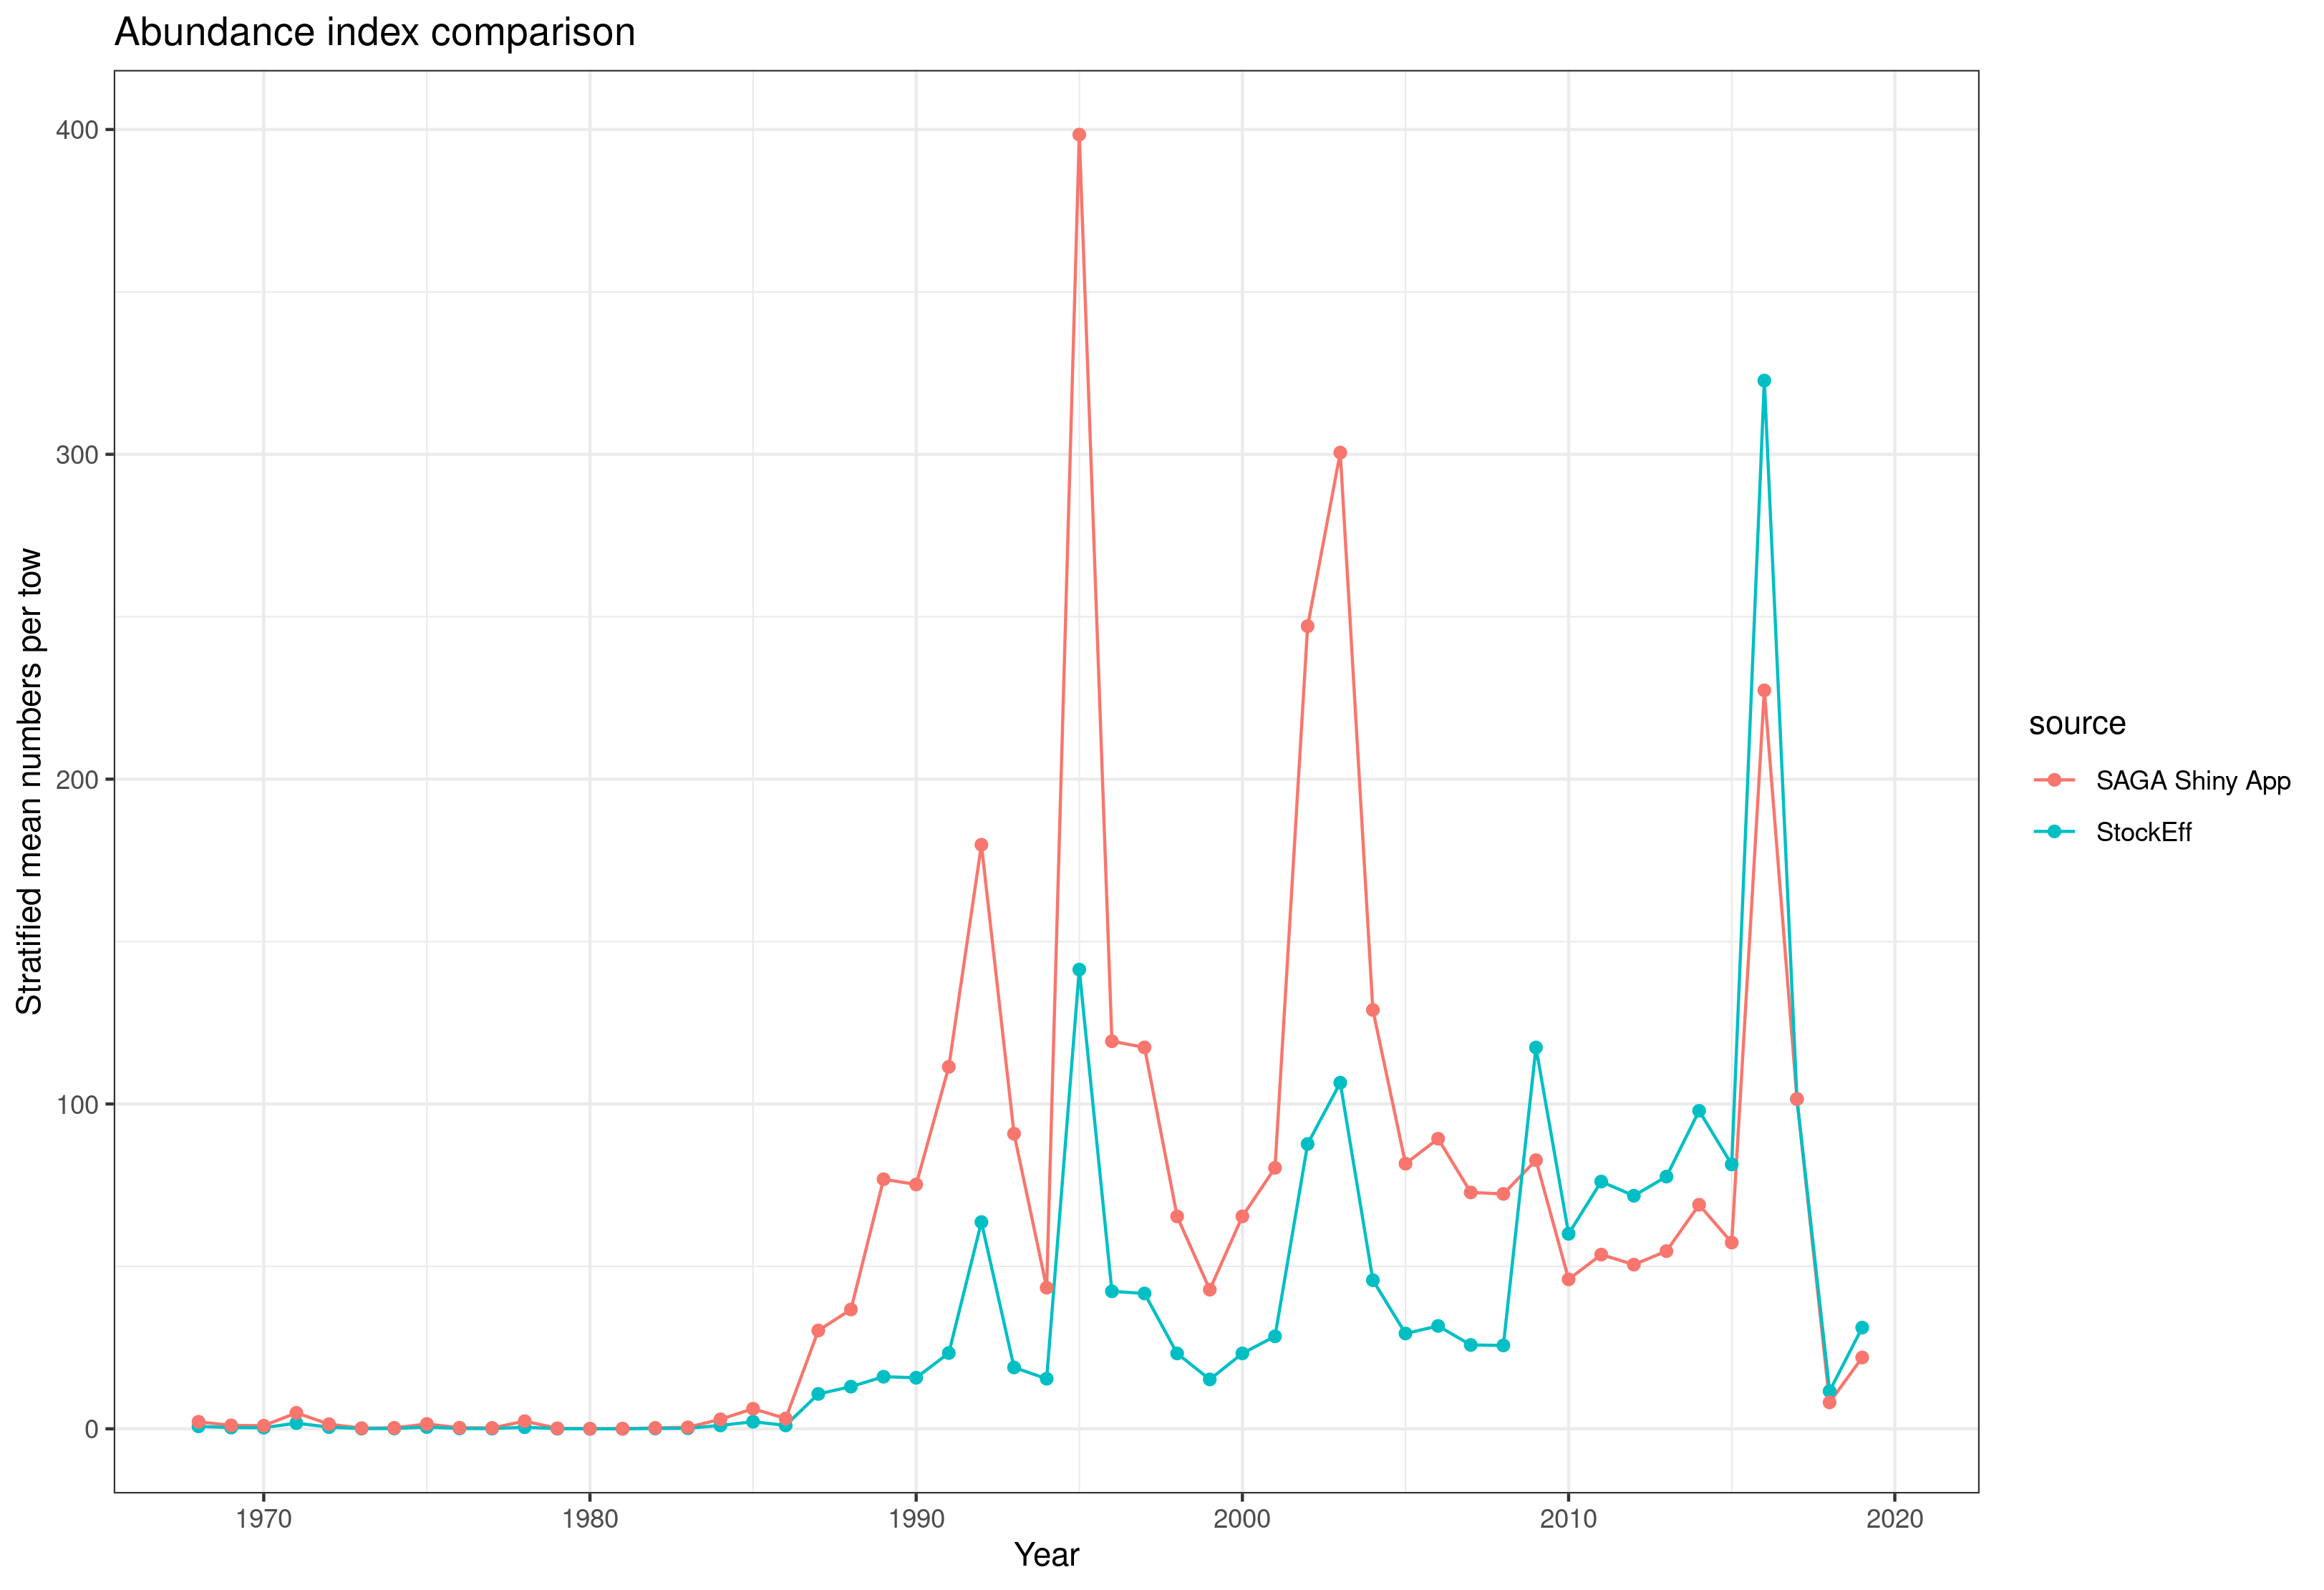 Abundance index comparison
400
300
200
100
0
Stratified mean numbers per tow
1970
1980
1990
2000
2010
2020
Year
source
SAGA Shiny App
StockEff